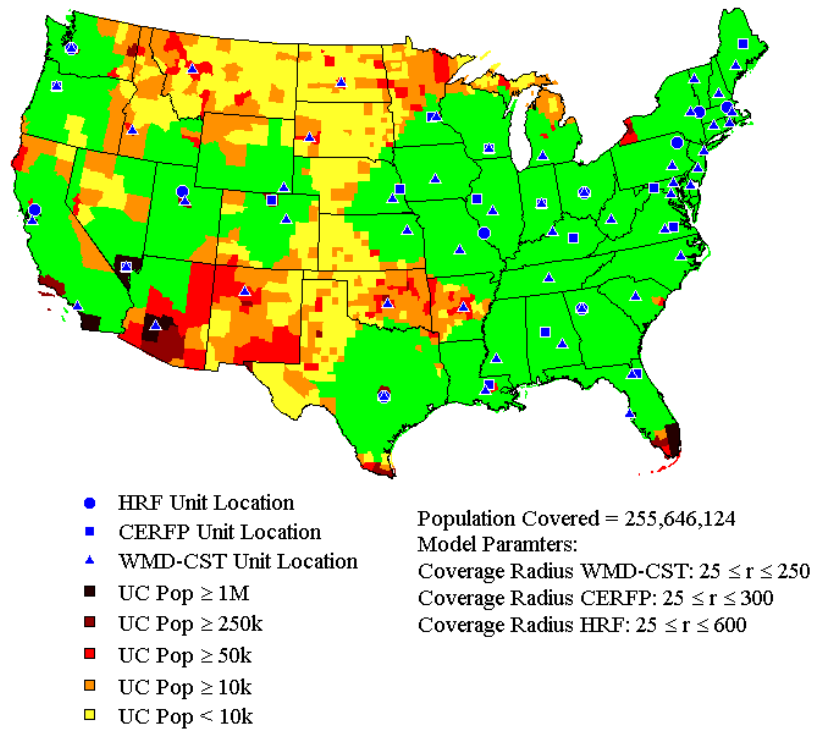 HRF Unit Location
CERFP Unit Location
WMD-CST Unit Location
UC Pop ≥ 1M
UC Pop ≥ 250k
UC Pop ≥ 50k
UC Pop ≥ 10k
UC Pop < 10k
Population Covered = 255,646,124
Model Paramters:
Coverage Radius WMD-CST: 25 ≤ r ≤ 250
Coverage Radius CERFP: 25 ≤ r ≤ 300
Coverage Radius HRF: 25 ≤ r ≤ 600